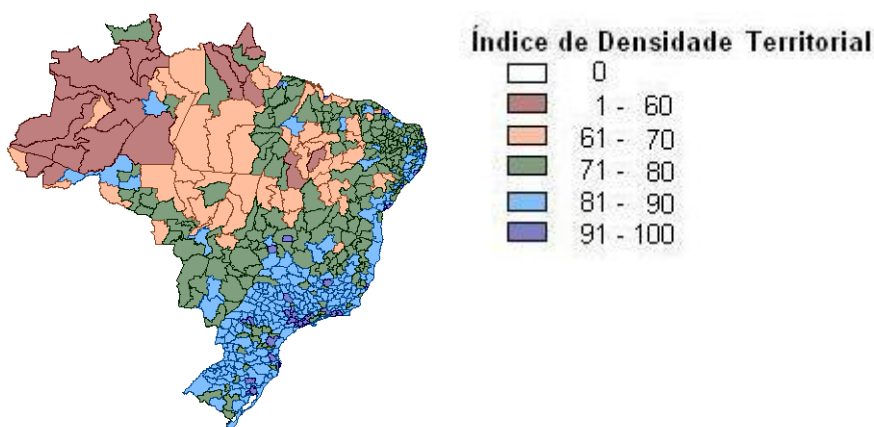 Índice de Densidade Territorial
0
1 - 60
61 - 70
71 - 80
81 - 90
91 - 100